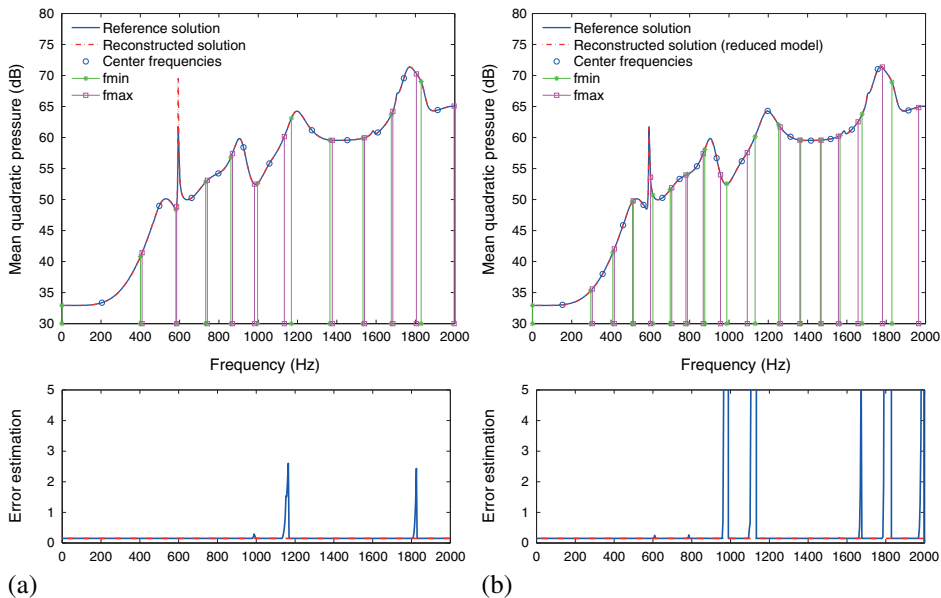 80
75
70
65
60
55
50
45
40
35
30
Mean quadratic pressure (dB)
Reference solution
Reconstructed solution
Center frequencies
fmin
fmax
0 200 400 600 800 1000 1200 1400 1600 1800 2000
Frequency (Hz)
5
4
3
2
1
0
Error estimation
0 200 400 600 800 1000 1200 1400 1600 1800 2000
(a)
80
75
70
65
60
55
50
45
40
35
30
Mean quadratic pressure (dB)
Reference solution
Reconstructed solution (reduced model)
Center frequencies
fmin
fmax
0 200 400 600 800 1000 1200 1400 1600 1800 2000
Frequency (Hz)
5
4
3
2
1
0
Error estimation
0 200 400 600 800 1000 1200 1400 1600 1800 2000
(b)